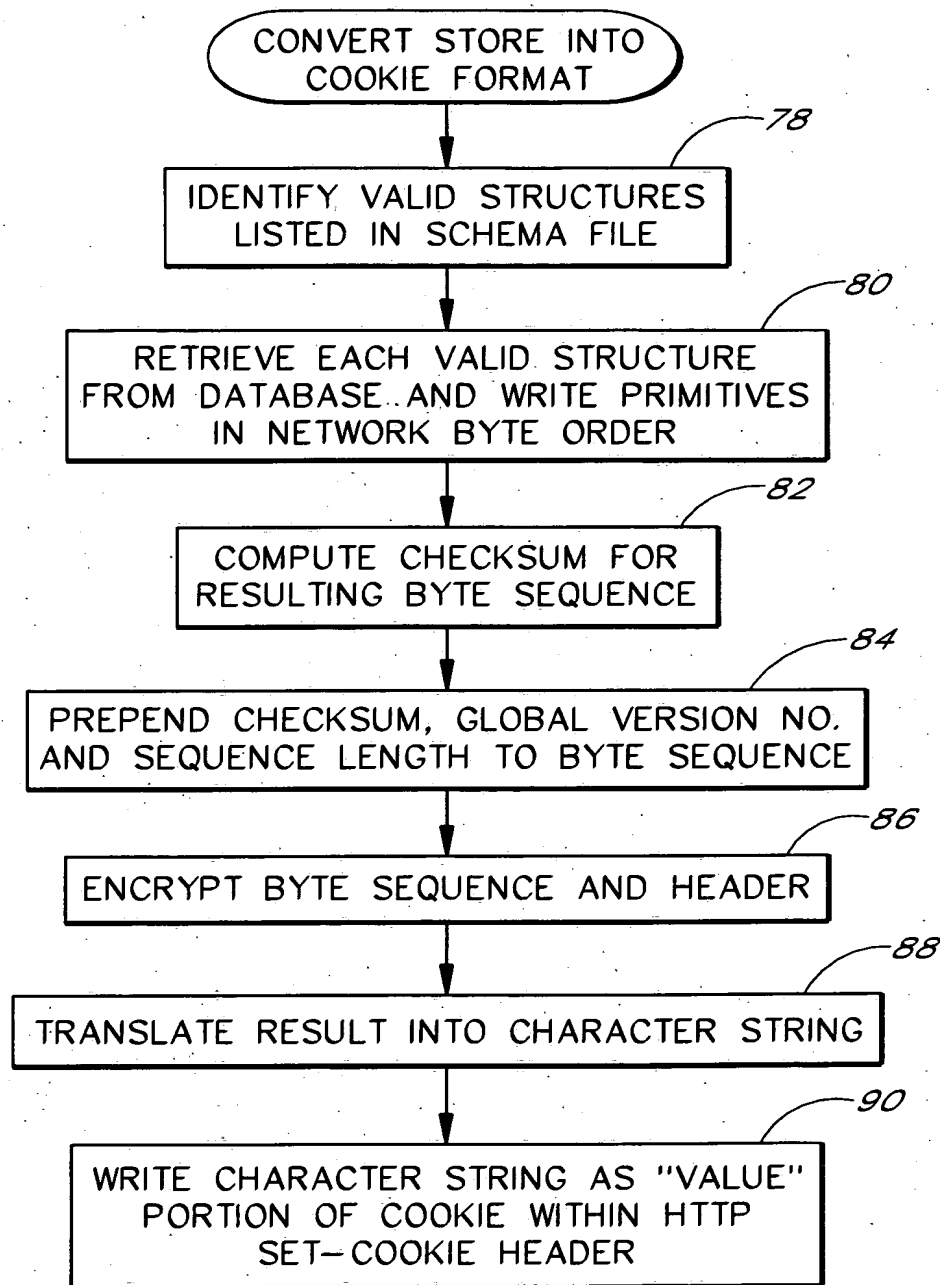 CONVERT STORE INTO
COOKIE FORMAT
78
IDENTIFY VALID STRUCTURES
LISTED IN SCHEMA FILE
80
RETRIEVE EACH VALID STRUCTURE
FROM DATABASE AND WRITE PRIMITIVES
IN NETWORK BYTE ORDER
82
COMPUTE CHECKSUM FOR
RESULTING BYTE SEQUENCE
84
PREPEND CHECKSUM, GLOBAL VERSION NO.
AND SEQUENCE LENGTH TO BYTE SEQUENCE
86
ENCRYPT BYTE SEQUENCE AND HEADER
88
TRANSLATE RESULT INTO CHARACTER STRING
90
WRITE CHARACTER STRING AS "VALUE"
PORTION OF COOKIE WITHIN HTTP
SET-COOKIE HEADER